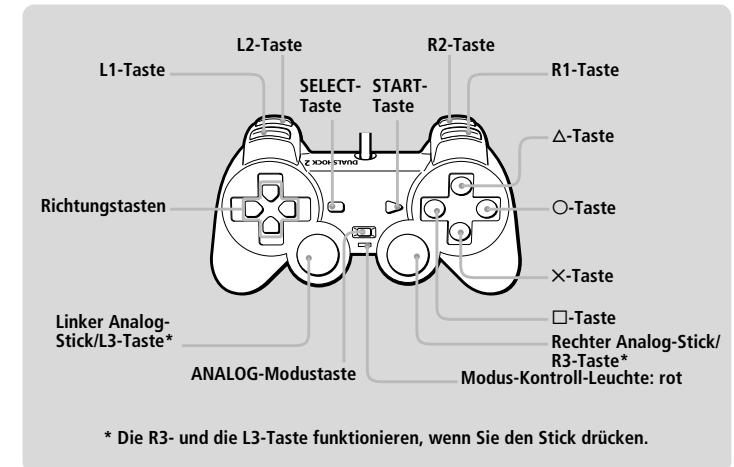 L2-Taste
R2-Taste
L1-Taste
R1-Taste
SELECT-
Taste
START-
Taste
△-Taste
DUALSHOCK 2
Richtungstasten
○-Taste
✕-Taste
□-Taste
Linker Analog-
Stick/L3-Taste*
Rechter Analog-Stick/
R3-Taste*
ANALOG-Modustaste
Modus-Kontroll-Leuchte: rot
* Die R3- und die L3-Taste funktionieren, wenn Sie den Stick drücken.